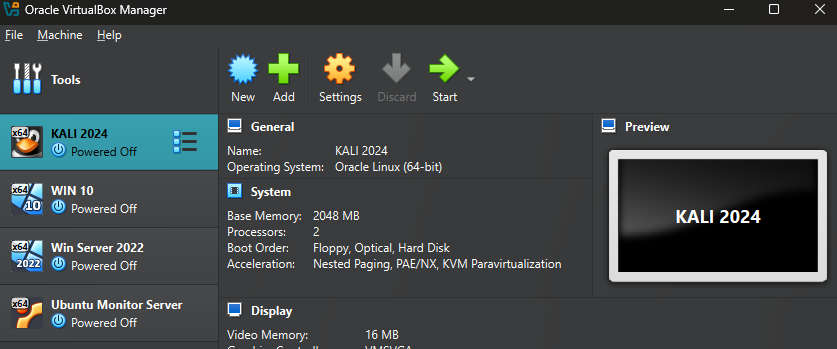 Oracle VirtualBox Manager
File Machine Help
Tools
New Add Settings Discard Start
x64 KALI 2024
Powered Off
x64 10 WIN 10
Powered Off
x64 2022 Win Server 2022
Powered Off
x64 Ubuntu Monitor Server
Powered Off
General
Name: KALI 2024
Operating System: Oracle Linux (64-bit)
System
Base Memory: 2048 MB
Processors: 2
Boot Order: Floppy, Optical, Hard Disk
Acceleration: Nested Paging, PAE/NX, KVM Paravirtualization
Display
Video Memory: 16 MB
Preview
KALI 2024